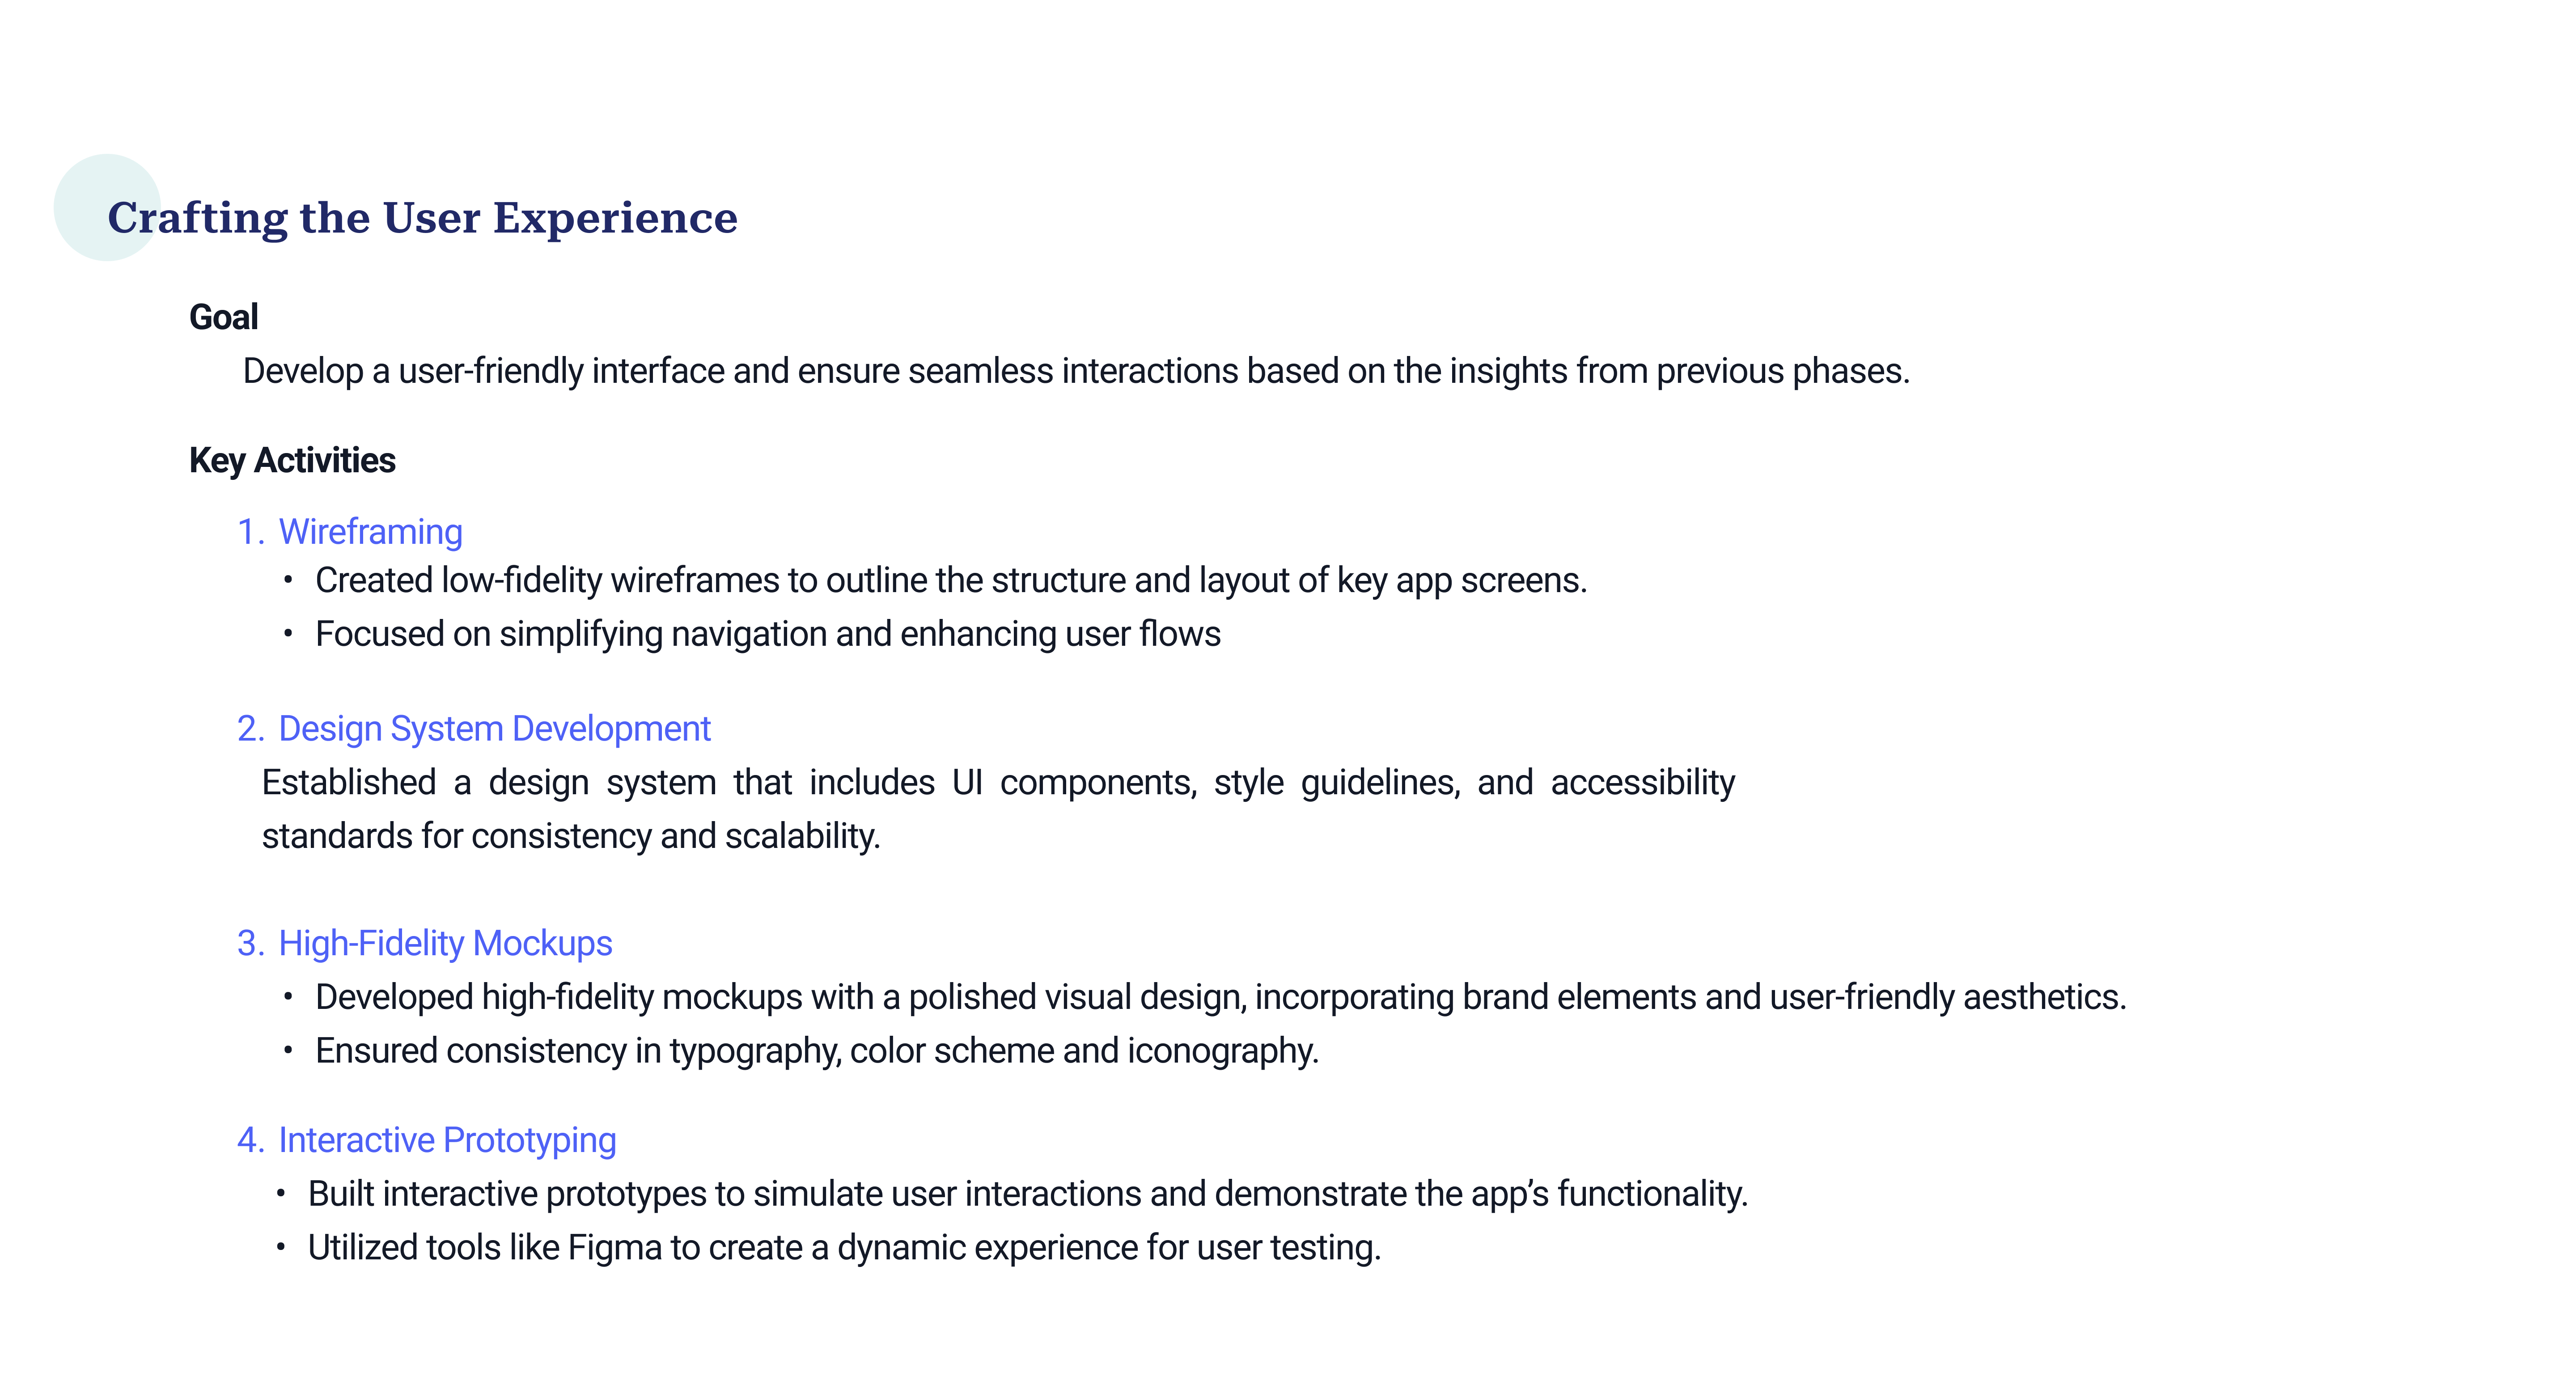 Crafting the User Experience
Goal
Develop a user-friendly interface and ensure seamless interactions based on the insights from previous phases.
Key Activities
1. Wireframing
• Created low-fidelity wireframes to outline the structure and layout of key app screens.
• Focused on simplifying navigation and enhancing user flows
2. Design System Development
Established a design system that includes UI components, style guidelines, and accessibility
standards for consistency and scalability.
3. High-Fidelity Mockups
• Developed high-fidelity mockups with a polished visual design, incorporating brand elements and user-friendly aesthetics.
• Ensured consistency in typography, color scheme and iconography.
4. Interactive Prototyping
• Built interactive prototypes to simulate user interactions and demonstrate the app’s functionality.
• Utilized tools like Figma to create a dynamic experience for user testing.